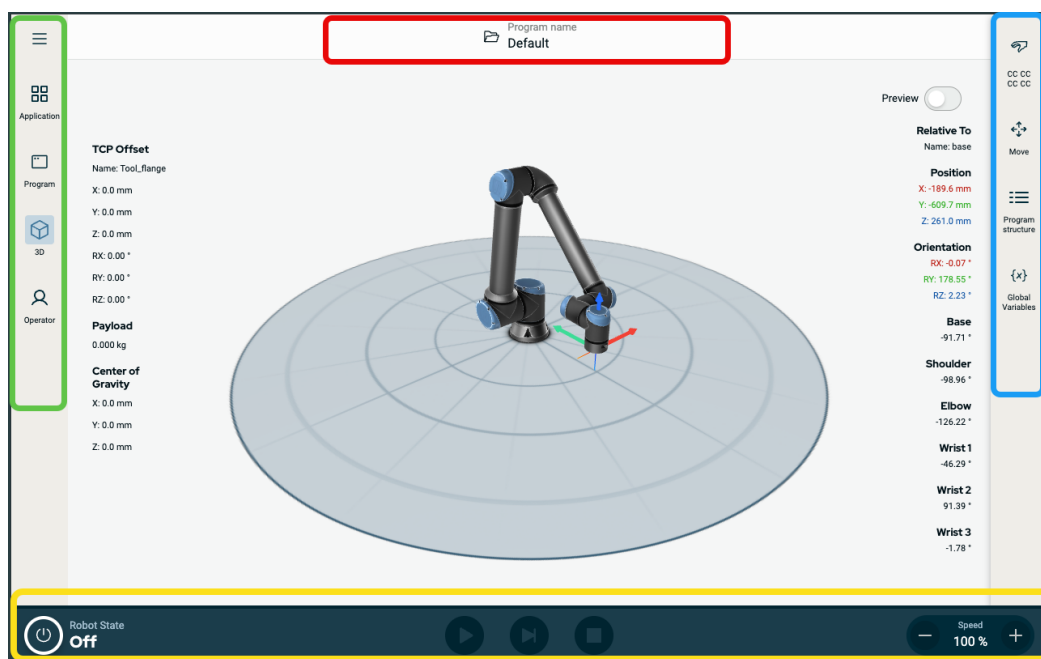 Program name
Default
Application
Program
3D
Operator
TCP Offset
Name: Tool_flange
X: 0.0 mm
Y: 0.0 mm
Z: 0.0 mm
RX: 0.00 °
RY: 0.00 °
RZ: 0.00 °
Payload
0.000 kg
Center of
Gravity
X: 0.0 mm
Y: 0.0 mm
Z: 0.0 mm
Preview
Relative To
Name: base
Position
X: -189.6 mm
Y: -609.7 mm
Z: 261.0 mm
Orientation
RX: -0.07 °
RY: 178.55 °
RZ: 2.23 °
Base
-91.71 °
Shoulder
-98.96 °
Elbow
-126.22 °
Wrist 1
-46.29 °
Wrist 2
91.39 °
Wrist 3
-1.78 °
CC CC
CC CC
Move
Program
structure
{x}
Global
Variables
Robot State
Off
Speed
100 %